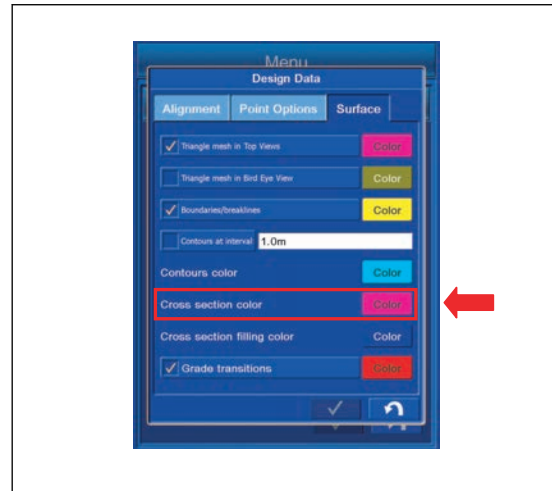 Menu
Design Data
Alignment Point Options Surface
Triangle mesh in Top Views Color
Triangle mesh in Bird Eye View Color
Boundaries/breaklines Color
Contours at interval 1.0m
Contours color Color
Cross section color Color
Cross section filling color Color
Grade transitions Color